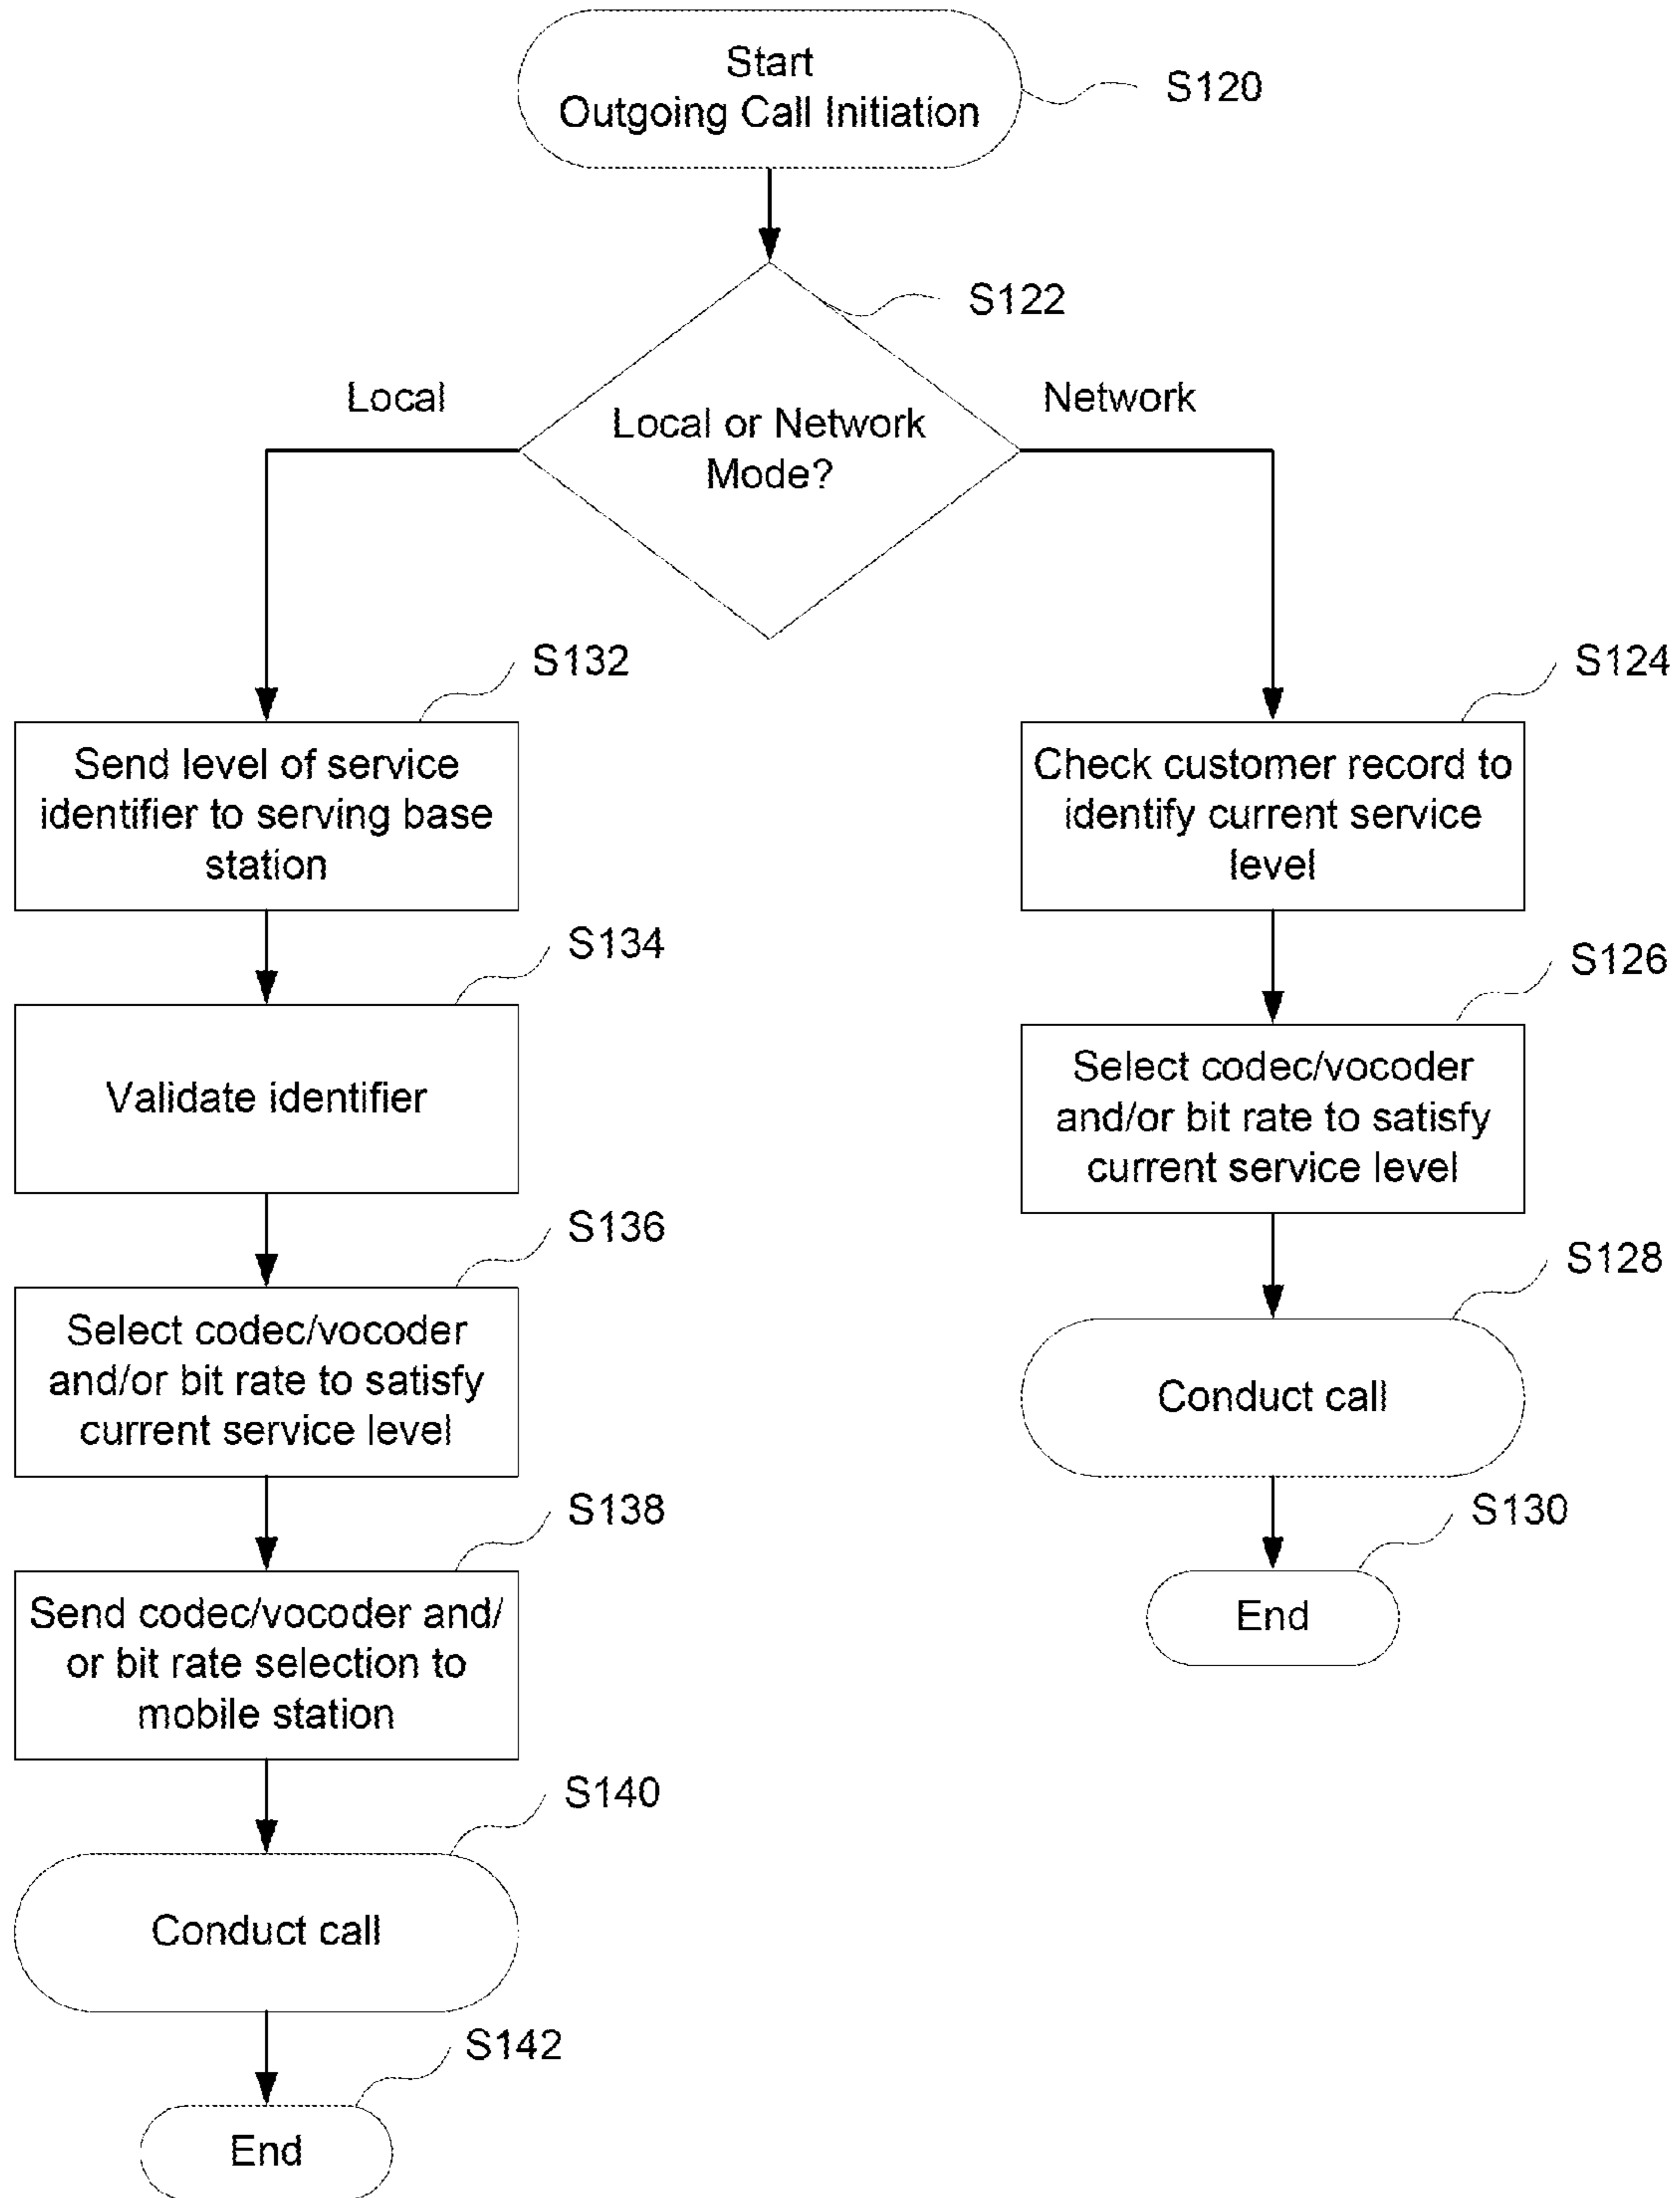 Start
Outgoing Call Initiation
S120
S122
Local
Network
Local or Network
Mode?
S132
Send level of service
identifier to serving base
station
S134
Validate identifier
S136
Select codec/vocoder
and/or bit rate to satisfy
current service level
S138
Send codec/vocoder and/
or bit rate selection to
mobile station
S140
Conduct call
S142
End
S124
Check customer record to
identify current service
level
S126
Select codec/vocoder
and/or bit rate to satisfy
current service level
S128
Conduct call
S130
End